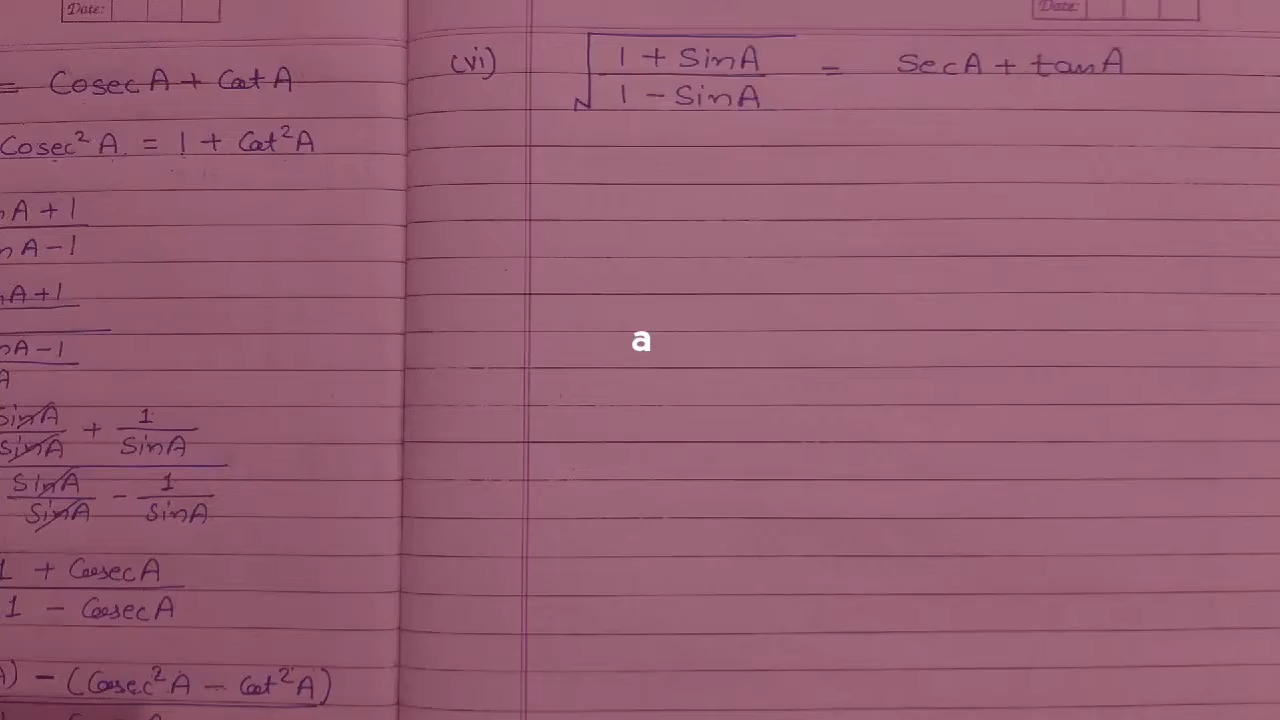 Date:
= Cosec A + Cot A
Cosec² A = 1 + Cot² A
A + 1
A - 1
A + 1
A - 1
A
SinA/SinA + 1/SinA
SinA/SinA - 1/SinA
1 + CosecA
1 - CosecA
A) - (Cosec² A - Cot² A)
Date:
(vi) √(1 + SinA / 1 - SinA) = SecA + tanA
a